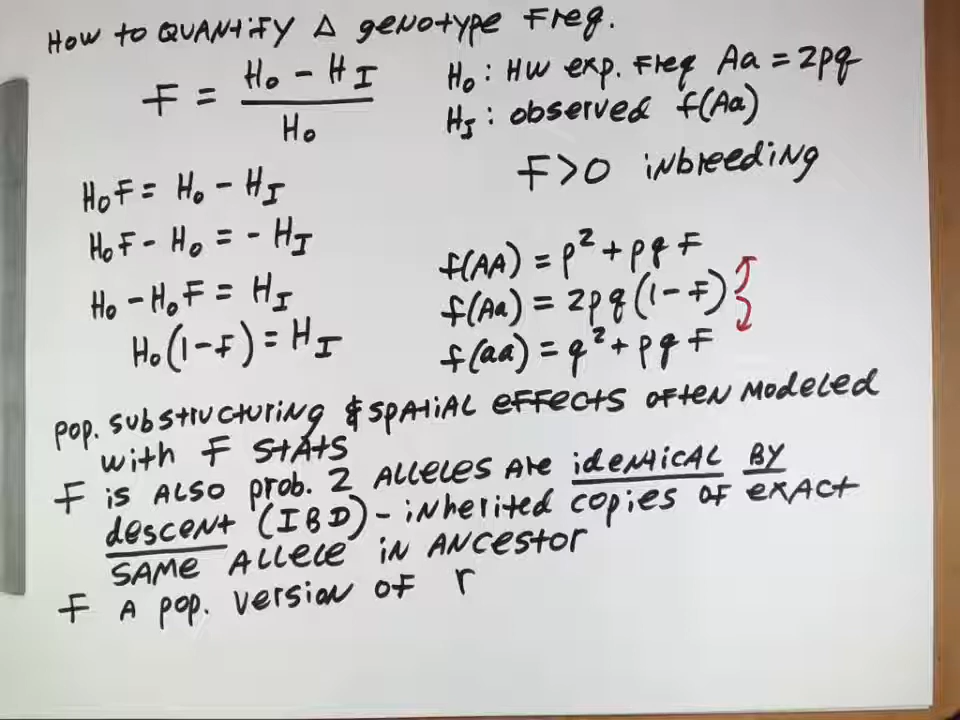 How to QUANTIFY Δ genotype Freq.
F = (H₀ - H_I) / H₀
H₀: HW exp. Freq Aa = 2pq
H_I: observed f(Aa)
F>0 inbreeding
H₀F = H₀ - H_I
H₀F - H₀ = - H_I
H₀ - H₀F = H_I
H₀(1-F) = H_I
f(AA) = p² + pqF
f(Aa) = 2pq(1-F)
f(aa) = q² + pqF
pop. substructuring & spatial effects often modeled
with F stats
F is also prob. 2 alleles are identical by
descent (IBD) - inherited copies of exact
same allele in ancestor
F a pop. version of r